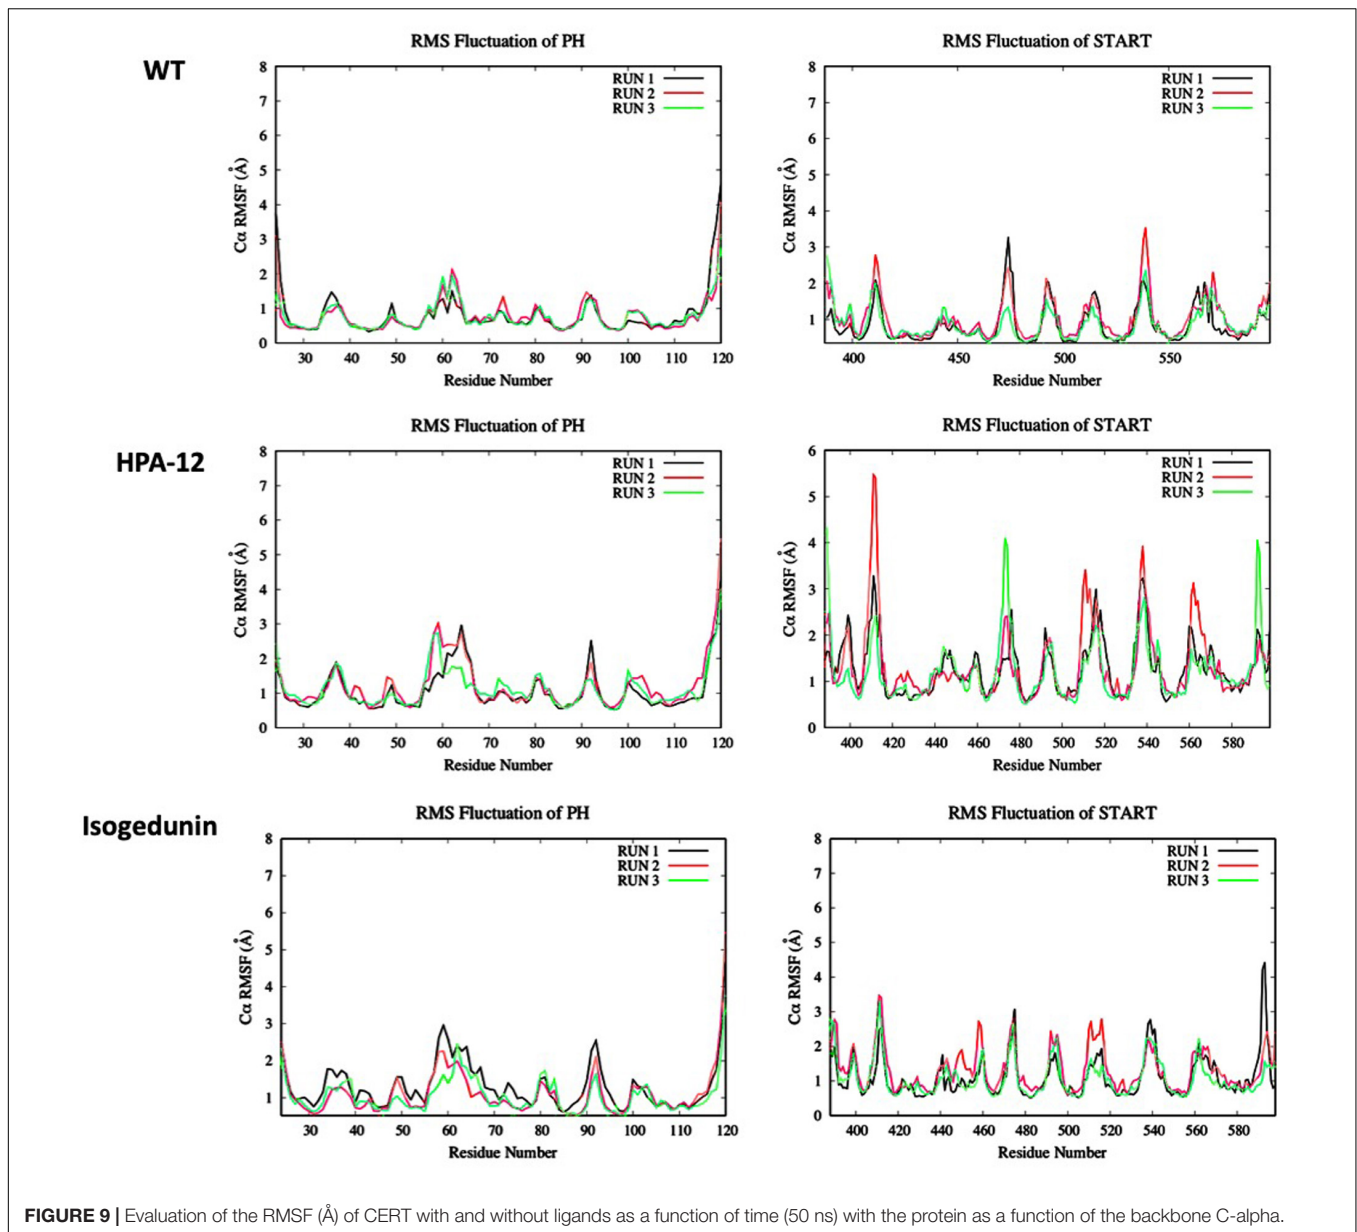 RMS Fluctuation of PH
RMS Fluctuation of START
WT
8
7
6
5
4
3
2
1
0
Cα RMSF (Å)
RUN 1
RUN 2
RUN 3
30 40 50 60 70 80 90 100 110 120
Residue Number
8
7
6
5
4
3
2
1
Cα RMSF (Å)
RUN 1
RUN 2
RUN 3
400 450 500 550
Residue Number
HPA-12
RMS Fluctuation of PH
8
7
6
5
4
3
2
1
0
Cα RMSF (Å)
RUN 1
RUN 2
RUN 3
30 40 50 60 70 80 90 100 110 120
Residue Number
RMS Fluctuation of START
6
5
4
3
2
1
0
Cα RMSF (Å)
RUN 1
RUN 2
RUN 3
400 420 440 460 480 500 520 540 560 580
Residue Number
Isogedunin
RMS Fluctuation of PH
8
7
6
5
4
3
2
1
Cα RMSF (Å)
RUN 1
RUN 2
RUN 3
30 40 50 60 70 80 90 100 110 120
Residue Number
RMS Fluctuation of START
8
7
6
5
4
3
2
1
0
Cα RMSF (Å)
RUN 1
RUN 2
RUN 3
400 420 440 460 480 500 520 540 560 580
Residue Number
FIGURE 9 | Evaluation of the RMSF (Å) of CERT with and without ligands as a function of time (50 ns) with the protein as a function of the backbone C-alpha.